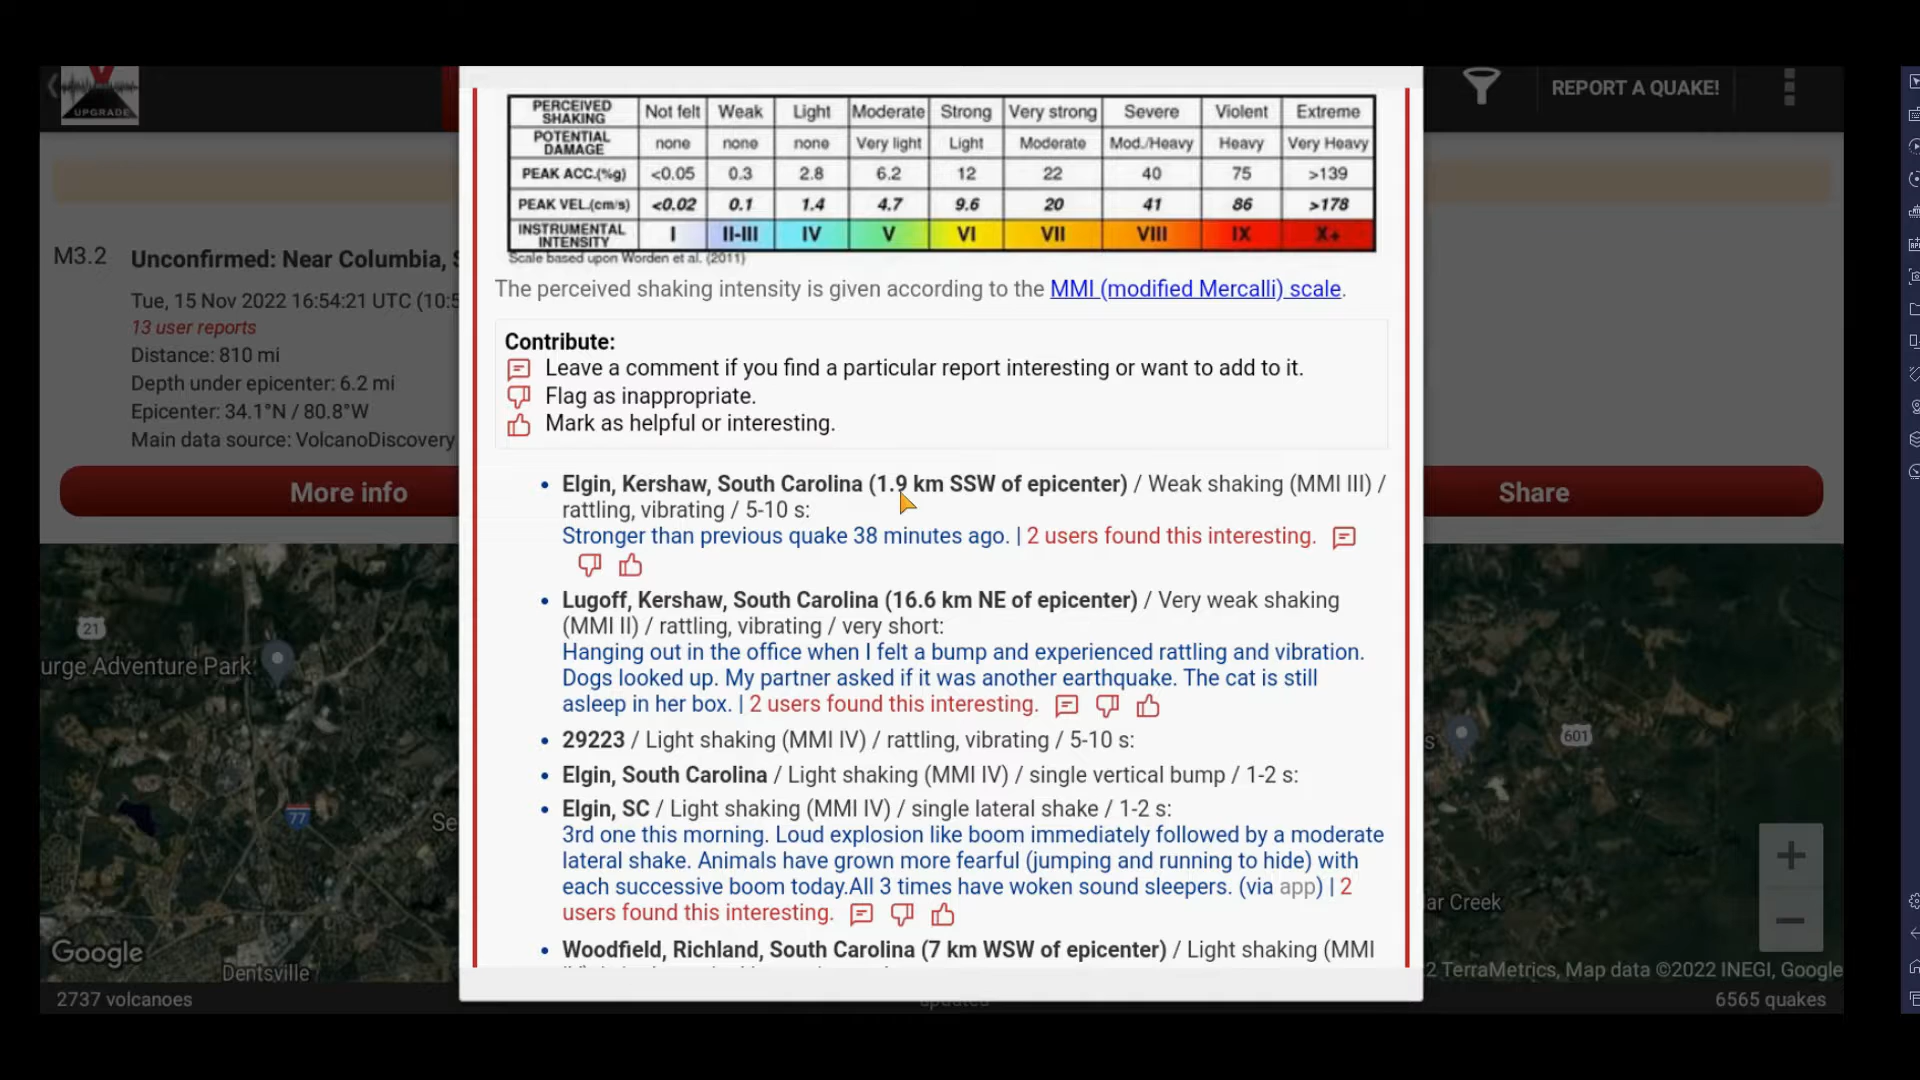 UPGRADE
REPORT A QUAKE!
PERCEIVED SHAKING Not felt Weak Light Moderate Strong Very strong Severe Violent Extreme
POTENTIAL DAMAGE none none none Very light Light Moderate Mod./Heavy Heavy Very Heavy
PEAK ACC.(%g) <0.05 0.3 2.8 6.2 12 22 40 75 >139
PEAK VEL.(cm/s) <0.02 0.1 1.4 4.7 9.6 20 41 86 >178
INSTRUMENTAL INTENSITY I II-III IV V VI VII VIII IX X+
Scale based upon Worden et al. (2011)
The perceived shaking intensity is given according to the MMI (modified Mercalli) scale.
M3.2 Unconfirmed: Near Columbia,
Tue, 15 Nov 2022 16:54:21 UTC
13 user reports
Distance: 810 mi
Depth under epicenter: 6.2 mi
Epicenter: 34.1°N / 80.8°W
Main data source: VolcanoDiscovery
More info
Share
Contribute:
Leave a comment if you find a particular report interesting or want to add to it.
Flag as inappropriate.
Mark as helpful or interesting.
• Elgin, Kershaw, South Carolina (1.9 km SSW of epicenter) / Weak shaking (MMI III) /
rattling, vibrating / 5-10 s:
Stronger than previous quake 38 minutes ago. | 2 users found this interesting.
• Lugoff, Kershaw, South Carolina (16.6 km NE of epicenter) / Very weak shaking
(MMI II) / rattling, vibrating / very short:
Hanging out in the office when I felt a bump and experienced rattling and vibration.
Dogs looked up. My partner asked if it was another earthquake. The cat is still
asleep in her box. | 2 users found this interesting.
• 29223 / Light shaking (MMI IV) / rattling, vibrating / 5-10 s:
• Elgin, South Carolina / Light shaking (MMI IV) / single vertical bump / 1-2 s:
• Elgin, SC / Light shaking (MMI IV) / single lateral shake / 1-2 s:
3rd one this morning. Loud explosion like boom immediately followed by a moderate
lateral shake. Animals have grown more fearful (jumping and running to hide) with
each successive boom today.All 3 times have woken sound sleepers. (via app) | 2
users found this interesting.
• Woodfield, Richland, South Carolina (7 km WSW of epicenter) / Light shaking (MMI
21
urge Adventure Park
77
Se
Google
Dentsville
601
s
ar Creek
+
−
2 TerraMetrics, Map data ©2022 INEGI, Google
2737 volcanoes
updated
6565 quakes